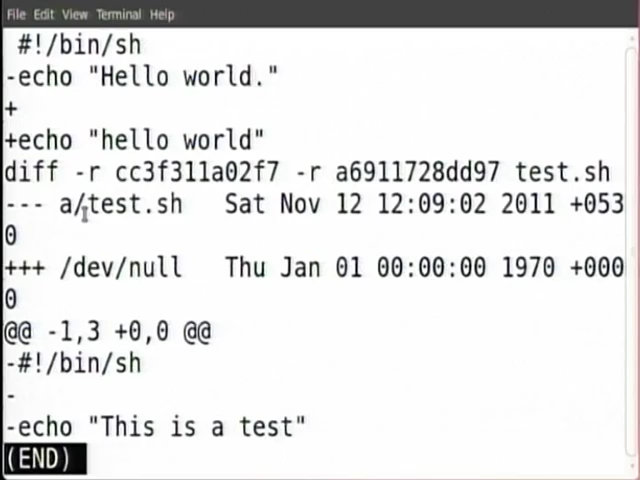 File Edit View Terminal Help
#!/bin/sh
-echo "Hello world."
+
+echo "hello world"
diff -r cc3f311a02f7 -r a6911728dd97 test.sh
--- a/test.sh   Sat Nov 12 12:09:02 2011 +053
0
+++ /dev/null   Thu Jan 01 00:00:00 1970 +000
0
@@ -1,3 +0,0 @@
-#!/bin/sh
-
-echo "This is a test"
(END)